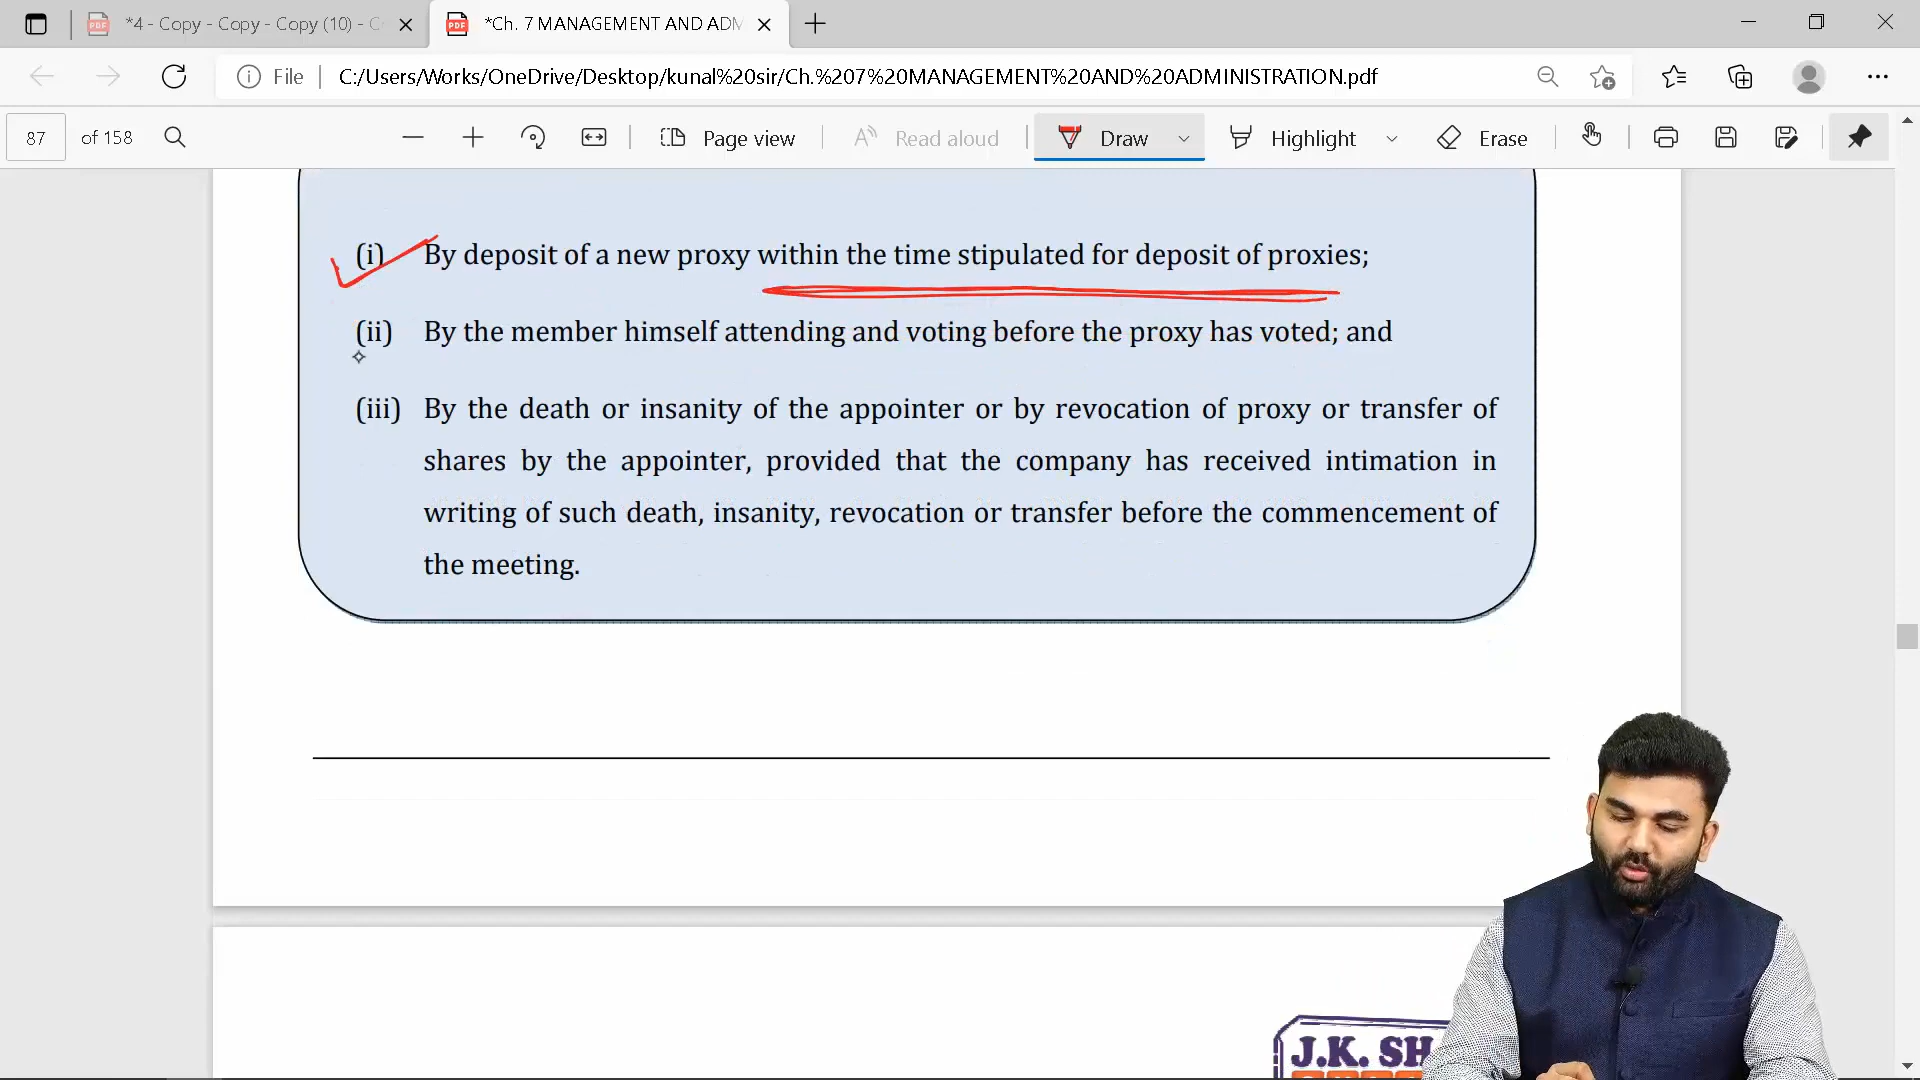 *4 - Copy - Copy - Copy (10) - C
*Ch. 7 MANAGEMENT AND ADM
File
C:/Users/Works/OneDrive/Desktop/kunal%20sir/Ch.%207%20MANAGEMENT%20AND%20ADMINISTRATION.pdf
87 of 158
Page view
Read aloud
Draw
Highlight
Erase
(i) By deposit of a new proxy within the time stipulated for deposit of proxies;
(ii) By the member himself attending and voting before the proxy has voted; and
(iii) By the death or insanity of the appointer or by revocation of proxy or transfer of
shares by the appointer, provided that the company has received intimation in
writing of such death, insanity, revocation or transfer before the commencement of
the meeting.
J.K. SH